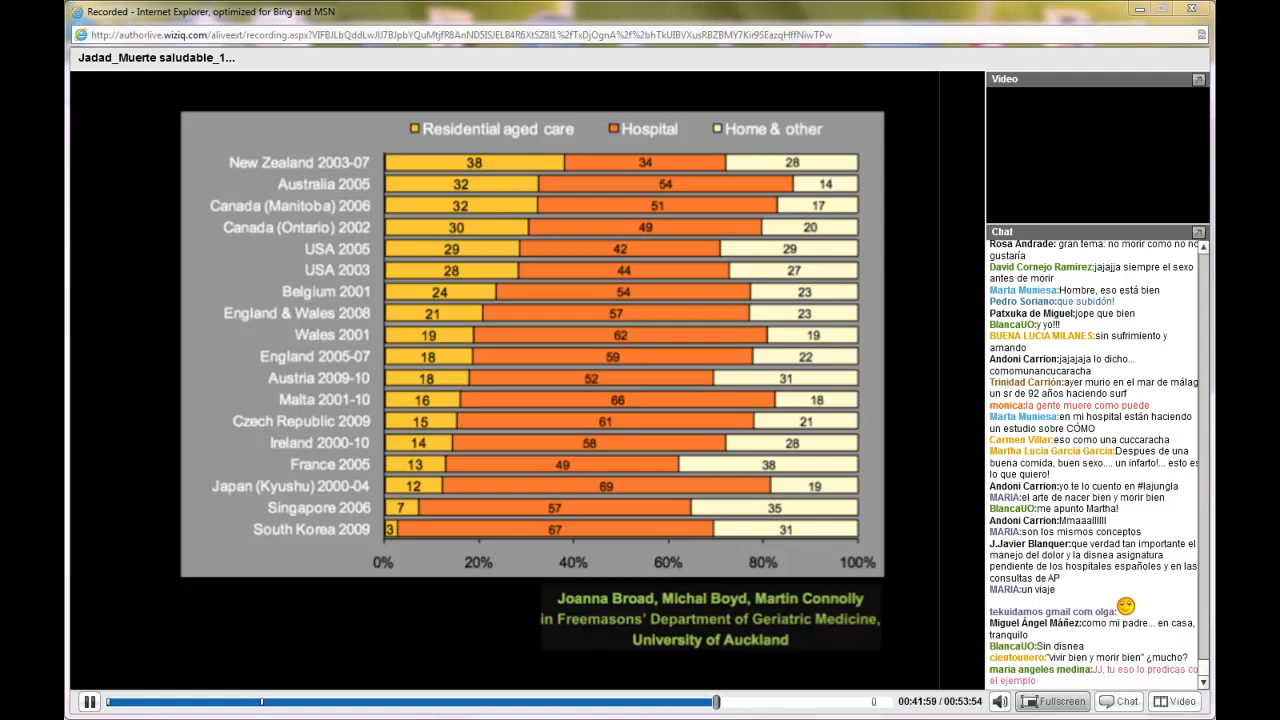 Recorded - Internet Explorer, optimized for Bing and MSN
Jadad_Muerte saludable_1...
Residential aged care Hospital Home & other
New Zealand 2003-07 38 34 28
Australia 2005 32 54 14
Canada (Manitoba) 2006 32 51 17
Canada (Ontario) 2002 30 49 20
USA 2005 29 42 29
USA 2003 28 44 27
Belgium 2001 24 54 23
England & Wales 2008 21 57 23
Wales 2001 19 62 19
England 2005-07 18 59 22
Austria 2009-10 18 52 31
Malta 2001-10 16 66 18
Czech Republic 2009 15 61 21
Ireland 2000-10 14 58 28
France 2005 13 49 38
Japan (Kyushu) 2000-04 12 69 19
Singapore 2006 7 57 35
South Korea 2009 3 67 31
0% 20% 40% 60% 80% 100%
Joanna Broad, Michal Boyd, Martin Connolly
in Freemasons' Department of Geriatric Medicine,
University of Auckland
Video
Chat
Rosa Andrade: gran tema: no morir como no nos
gustaría
David Cornejo Ramirez:jajajja siempre el sexo
antes de morir
Marta Muniesa:Hombre, eso está bien
Pedro Soriano:que subidón!
Patxuka de Miguel:jope que bien
BlancaUO:y yo!!!
BUENA LUCIA MILANES:sin sufrimiento y
amando
Andoni Carrion:jajajaja lo dicho...
comomunancucaracha
Trinidad Carrión:ayer murio en el mar de málag
un sr de 92 años haciendo surf
monica:la gente muere como puede
Marta Muniesa:en mi hospital están haciendo
un estudio sobre CÓMO
Carmen Villar:eso como una cuccaracha
Martha Lucía García García:Despues de una
buena comida, buen sexo.... un infarto!... esto es
lo que quiero!
Andoni Carrion:yo te lo cuento en #lajungla
MARIA:el arte de nacer bien y morir bien
BlancaUO:me apunto Martha!
Andoni Carrion:Mmaaallllll
MARIA:son los mismos conceptos
J.Javier Blanquer:que verdad tan importante el
manejo del dolor y la disnea asignatura
pendiente de los hospitales españoles y en las
consultas de AP
MARIA:un viaje
tekuidamos gmail com olga:
Miguel Ángel Máñez:como mi padre... en casa,
tranquilo
BlancaUO:Sin disnea
cientounero:"vivir bien y morir bien" ¿mucho?
maria angeles medina:JJ, tu eso lo predicas co
el ejemplo
0 00:41:59 / 00:53:54 Fullscreen Chat Video